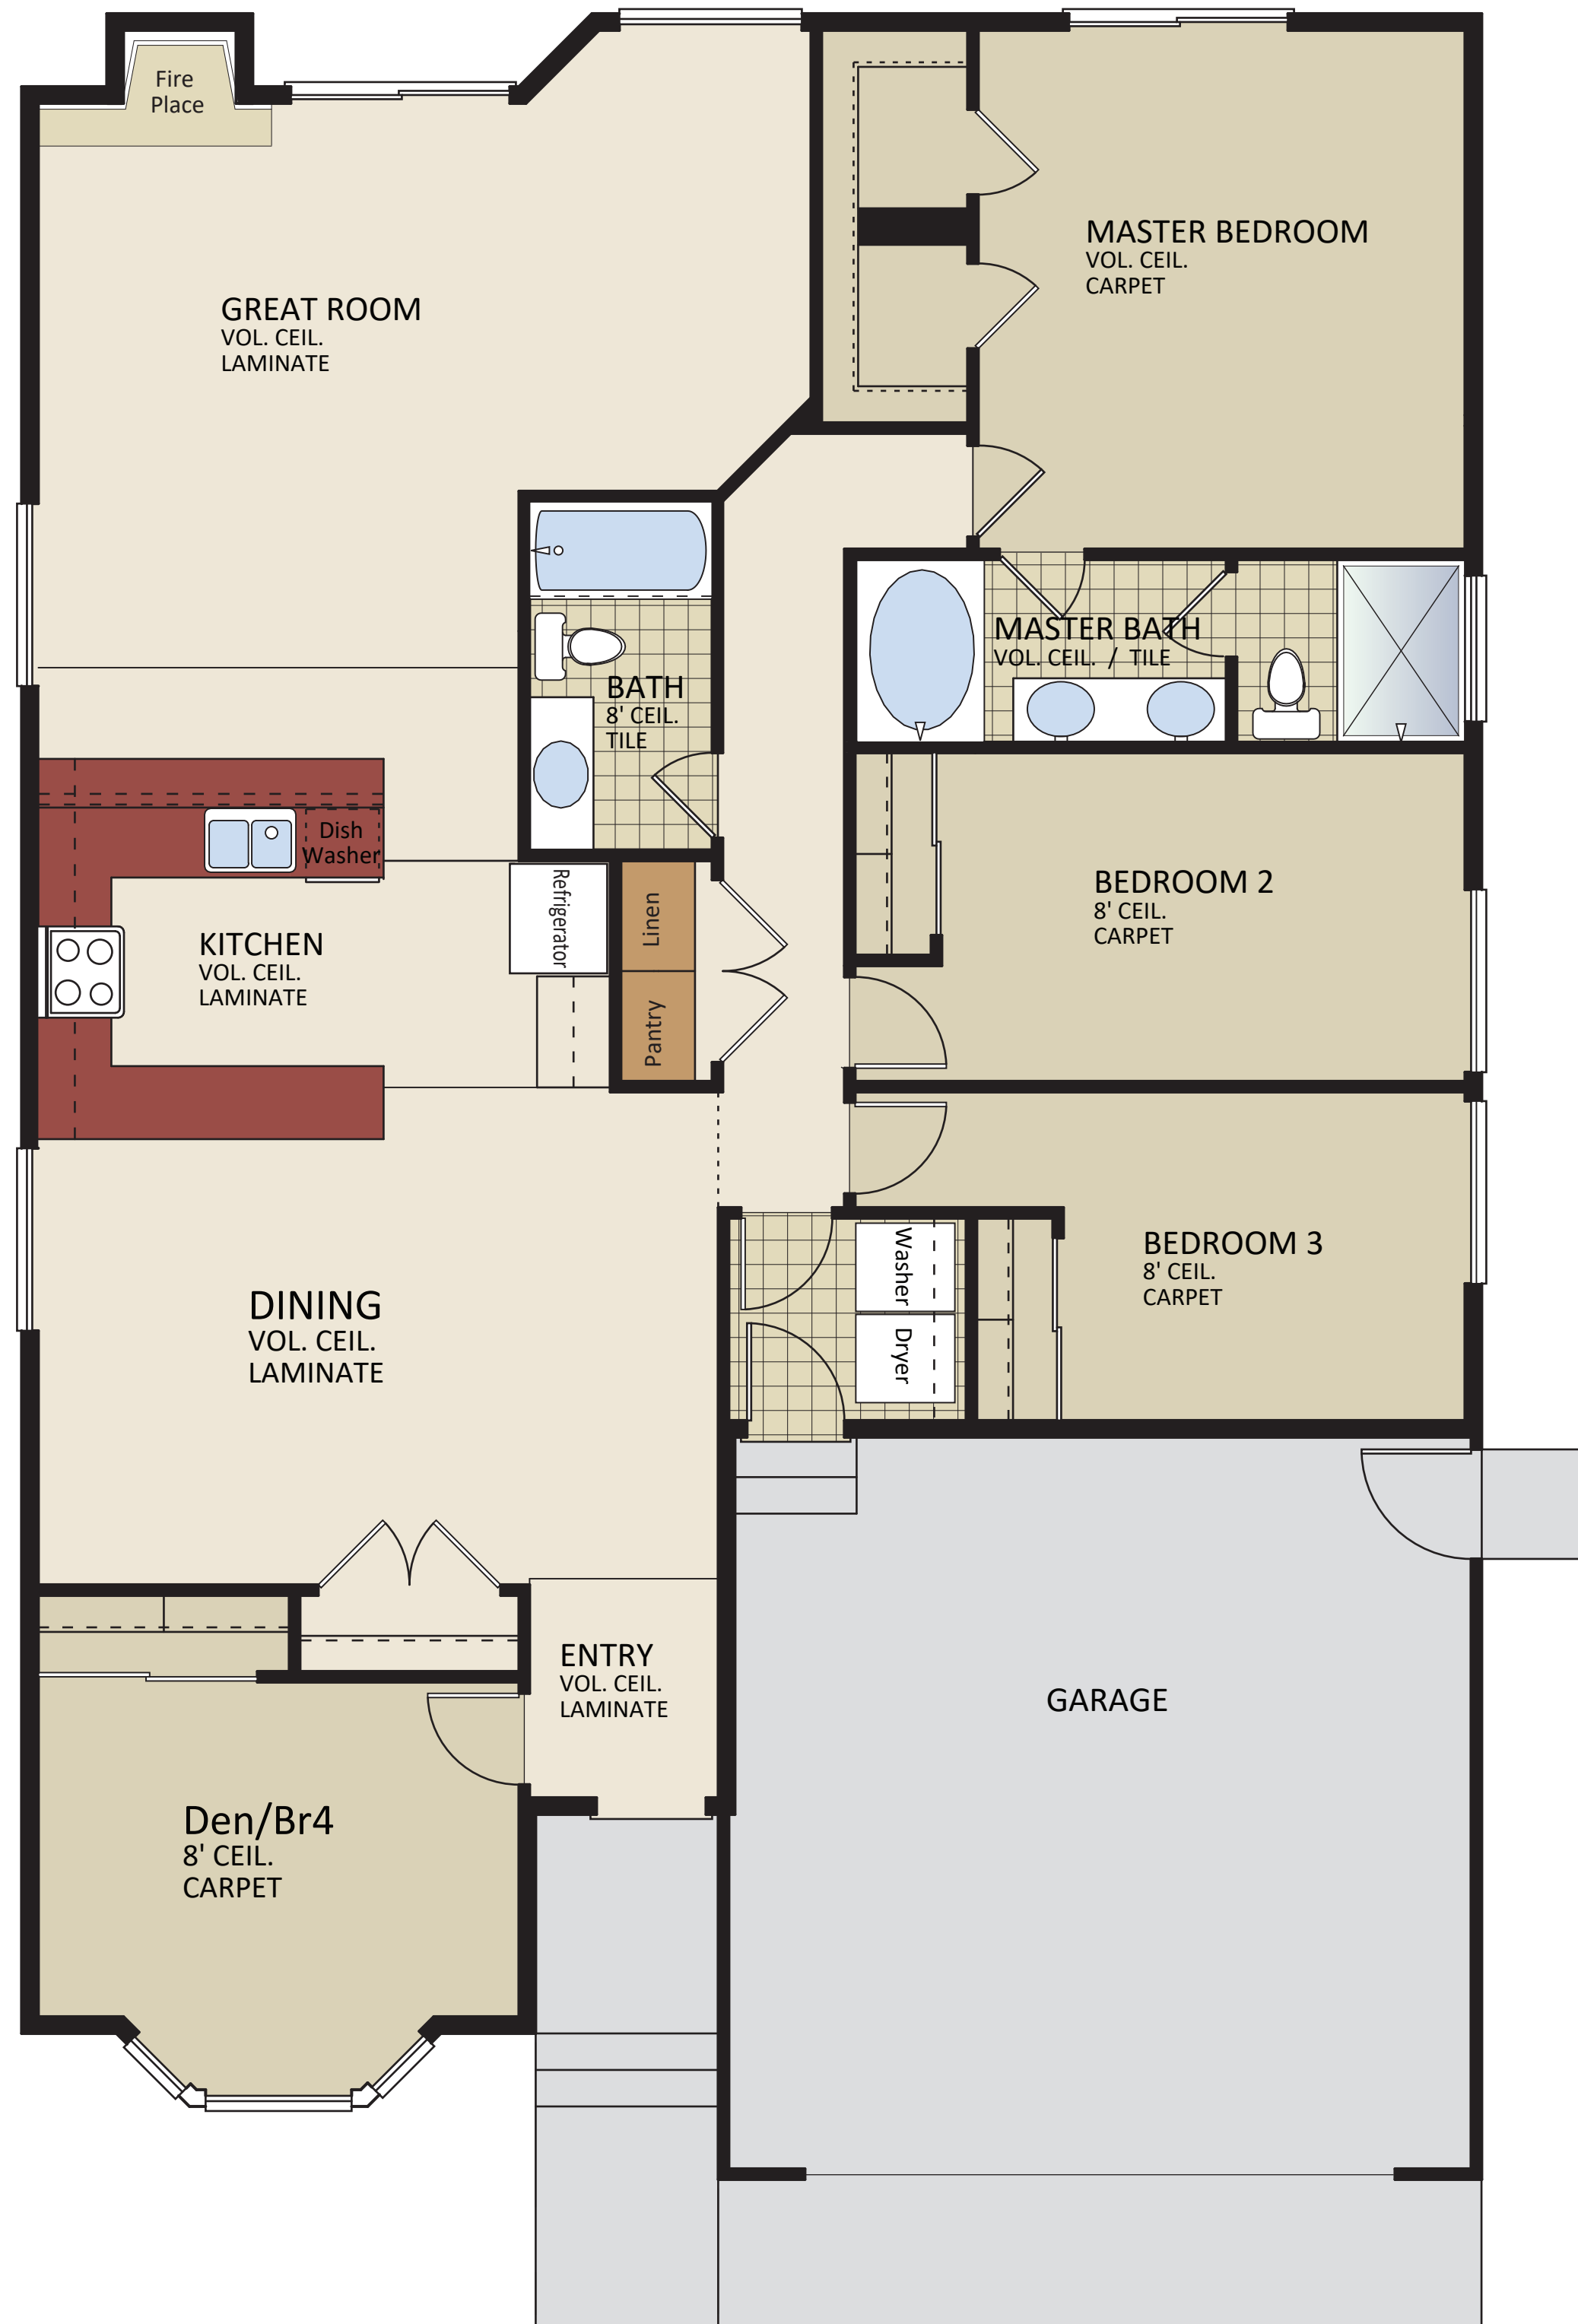 Fire
Place
MASTER BEDROOM
VOL. CEIL.
CARPET
GREAT ROOM
VOL. CEIL.
LAMINATE
MASTER BATH
VOL. CEIL. / TILE
BATH
8' CEIL.
TILE
Dish
Washer
Refrigerator
Linen
Pantry
BEDROOM 2
8' CEIL.
CARPET
KITCHEN
VOL. CEIL.
LAMINATE
Washer
Dryer
BEDROOM 3
8' CEIL.
CARPET
DINING
VOL. CEIL.
LAMINATE
ENTRY
VOL. CEIL.
LAMINATE
GARAGE
Den/Br4
8' CEIL.
CARPET